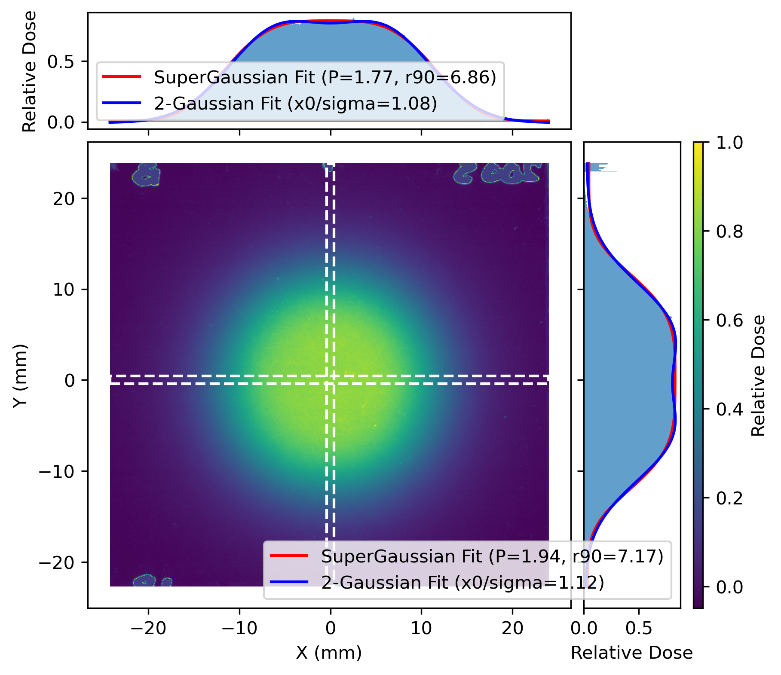 Relative Dose
0.5
0.0
SuperGaussian Fit (P=1.77, r90=6.86)
2-Gaussian Fit (x0/sigma=1.08)
20
10
0
−10
−20
Y (mm)
−20 −10 0 10 20
X (mm)
SuperGaussian Fit (P=1.94, r90=7.17)
2-Gaussian Fit (x0/sigma=1.12)
0.0 0.5
Relative Dose
1.0
0.8
0.6
0.4
0.2
0.0
Relative Dose